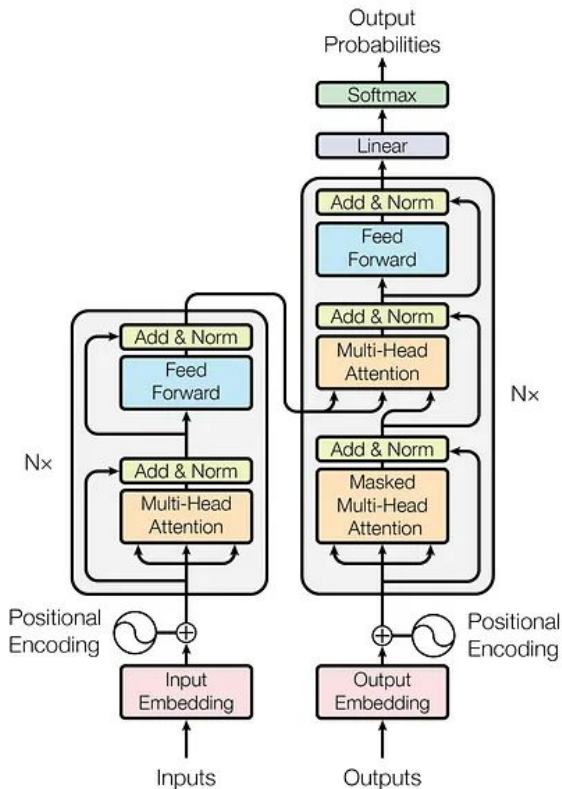 Output
Probabilities
Softmax
Linear
Add & Norm
Feed
Forward
Add & Norm
Multi-Head
Attention
Nx
Add & Norm
Masked
Multi-Head
Attention
Add & Norm
Feed
Forward
Nx
Add & Norm
Multi-Head
Attention
Positional
Encoding
Positional
Encoding
Input
Embedding
Output
Embedding
Inputs
Outputs